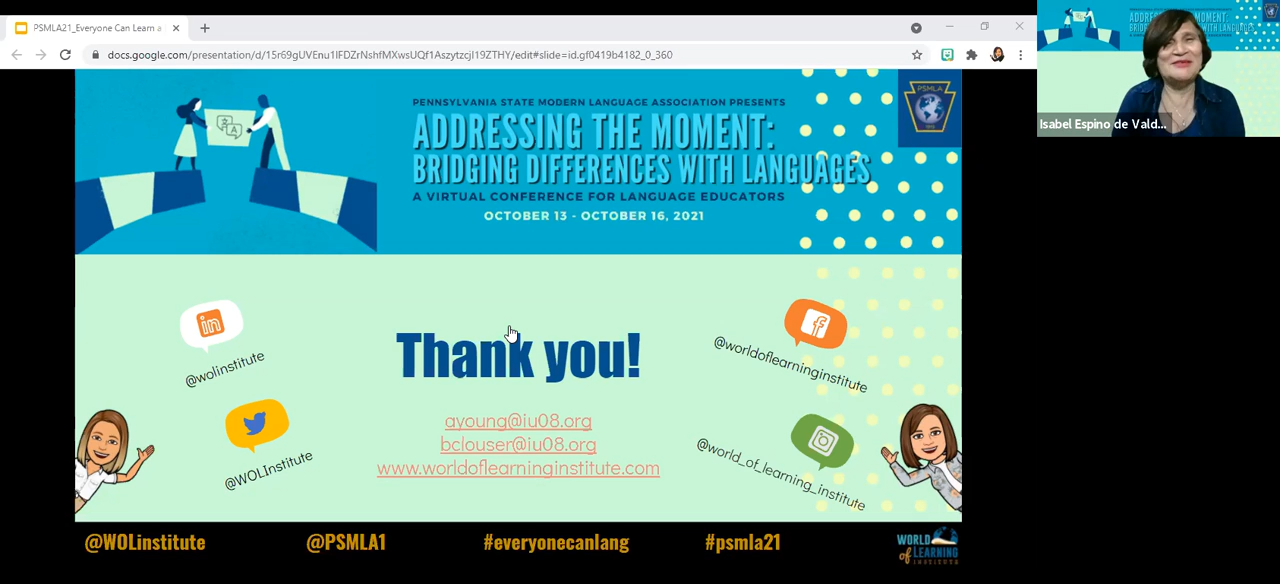 PSMLA21_Everyone Can Learn a
docs.google.com/presentation/d/15r69gUVEnu1IFDZrNshfMXwsUQf1Aszytzcjl19ZTHY/edit#slide=id.gf0419b4182_0_360
PENNSYLVANIA STATE MODERN LANGUAGE ASSOCIATION PRESENTS
ADDRESSING THE MOMENT:
BRIDGING DIFFERENCES WITH LANGUAGES
A VIRTUAL CONFERENCE FOR LANGUAGE EDUCATORS
OCTOBER 13 - OCTOBER 16, 2021
PSMLA
Isabel Espino de Vald...
@wolinstitute
@WOLInstitute
Thank you!
ayoung@iu08.org
bclouser@iu08.org
www.worldoflearninginstitute.com
@worldoflearninginstitute
@world_of_learning_institute
@WOLinstitute
@PSMLA1
#everyonecanlang
#psmla21
WORLD
of LEARNING
INSTITUTE